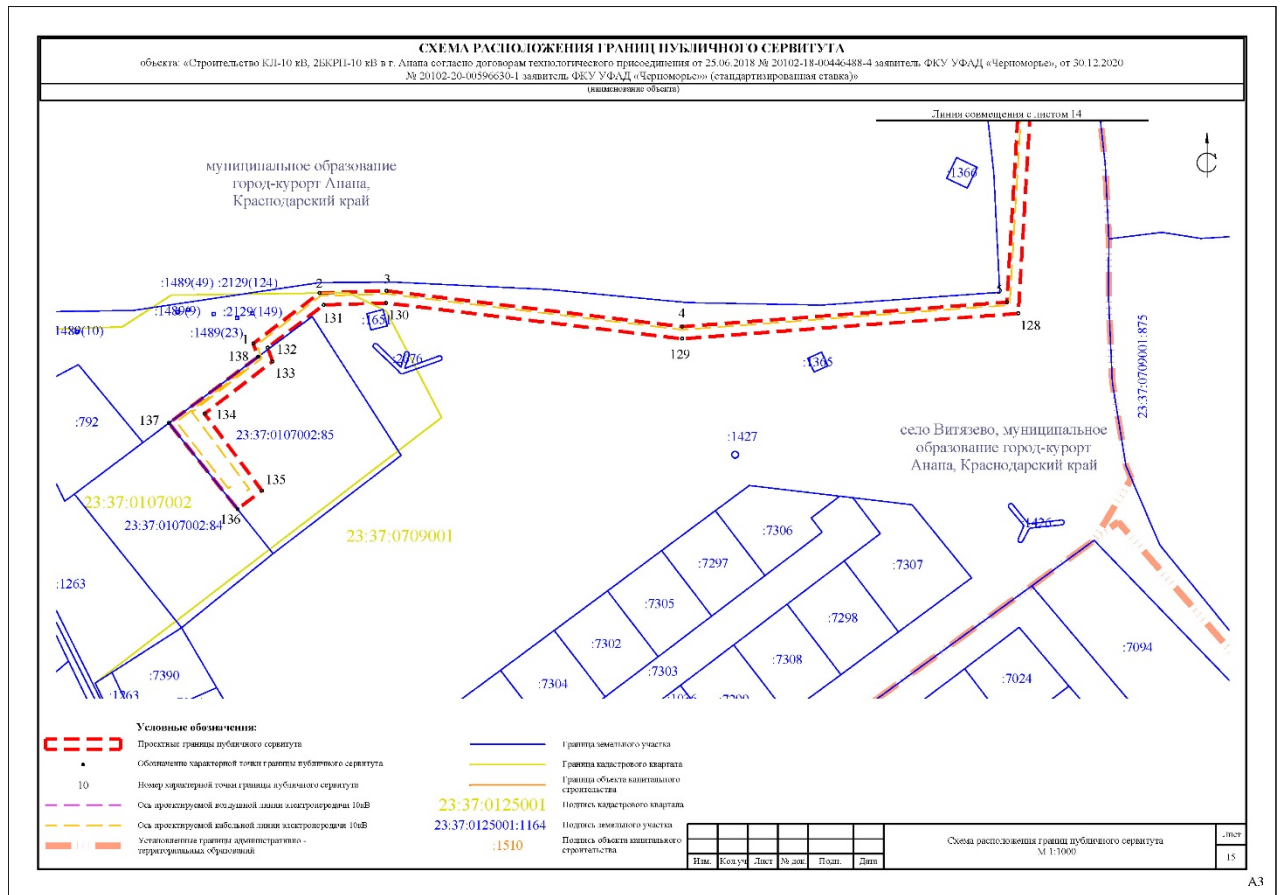 СХЕМА РАСПОЛОЖЕНИЯ ГРАНИЦ ПУБЛИЧНОГО СЕРВИТУТА
объекта: «Строительство КЛ-10 кВ, 2БКРП-10 кВ в г. Анапа согласно договорам технологического присоединения от 25.06.2018 № 20102-18-00446488-4 заявитель ФКУ УФАД «Черноморье», от 30.12.2020
№ 20102-20-00596630-1 заявитель ФКУ УФАД «Черноморье»» (стандартизированная ставка)»
(наименование объекта)
Линия совмещения с листом 14
муниципальное образование
город-курорт Анапа,
Краснодарский край
С
:1366
:1489(49) :2129(124)
2
3
:1489(9)
:2129(149)
131
130
:165
:1489(10)
:1489(23)
1
4
5
128
132
138
133
:2076
129
:1365
23:37:0709001:875
137
134
:792
23:37:0107002:85
:1427
село Витязево, муниципальное
образование город-курорт
Анапа, Краснодарский край
135
23:37:0107002
136
23:37:0107002:84
23:37:0709001
:1426
:7306
:7297
:7307
:1263
:7305
:7298
:7302
:7094
:7308
:7303
:7390
:7304
:7024
:1263
Условные обозначения:
Проектные границы публичного сервитута
Обозначение характерной точки границы публичного сервитута
10
Номер характерной точки границы публичного сервитута
Ось проектируемой воздушной линии электропередачи 10кВ
Ось проектируемой кабельной линии электропередачи 10кВ
Установленные границы административно -
территориальных образований
Граница земельного участка
Граница кадастрового квартала
Граница объекта капитального
строительства
23:37:0125001
Подпись кадастрового квартала
23:37:0125001:1164
Подпись земельного участка
:1510
Подпись объекта капитального
строительства
Изм.
Кол.уч
Лист
№ док.
Подп.
Дата
Схема расположения границ публичного сервитута
М 1:1000
Лист
15
А3